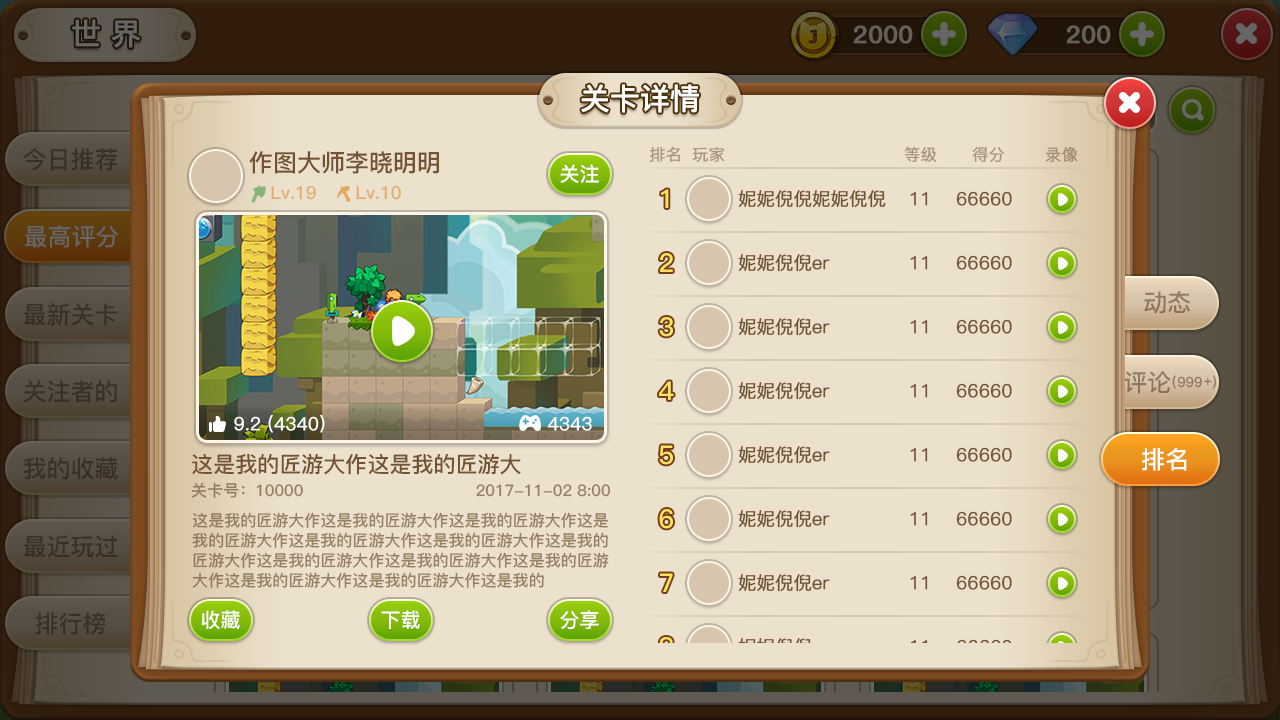 世界
2000
200
关卡详情
今日推荐
最高评分
最新关卡
关注者的
我的收藏
最近玩过
排行榜
作图大师李晓明明
Lv.19 Lv.10
关注
9.2 (4340)
4343
这是我的匠游大作这是我的匠游大
关卡号：10000
2017-11-02 8:00
这是我的匠游大作这是我的匠游大作这是我的匠游大作这是
我的匠游大作这是我的匠游大作这是我的匠游大作这是我的
匠游大作这是我的匠游大作这是我的匠游大作这是我的匠游
大作这是我的匠游大作这是我的匠游大作这是我的
收藏
下载
分享
排名 玩家 等级 得分 录像
1 妮妮倪倪妮妮倪倪 11 66660
2 妮妮倪倪er 11 66660
3 妮妮倪倪er 11 66660
4 妮妮倪倪er 11 66660
5 妮妮倪倪er 11 66660
6 妮妮倪倪er 11 66660
7 妮妮倪倪er 11 66660
动态
评论(999+)
排名